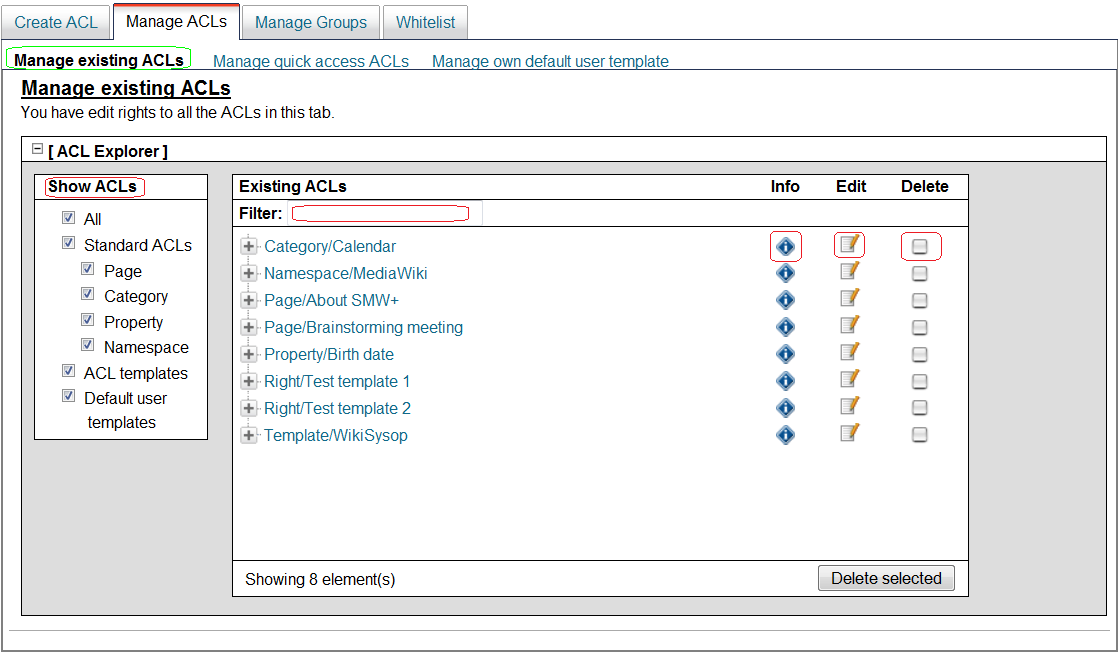 Create ACL Manage ACLs Manage Groups Whitelist
Manage existing ACLs Manage quick access ACLs Manage own default user template
Manage existing ACLs
You have edit rights to all the ACLs in this tab.
[ ACL Explorer ]
Show ACLs
All
Standard ACLs
Page
Category
Property
Namespace
ACL templates
Default user
templates
Existing ACLs Info Edit Delete
Filter:
Category/Calendar
Namespace/MediaWiki
Page/About SMW+
Page/Brainstorming meeting
Property/Birth date
Right/Test template 1
Right/Test template 2
Template/WikiSysop
Showing 8 element(s) Delete selected